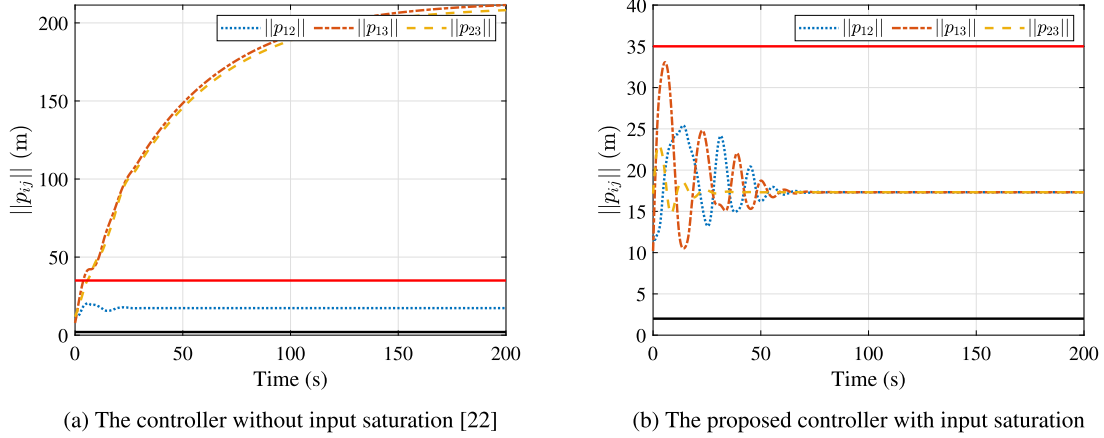 ||p12|| ||p13|| ||p23||
200
150
100
50
0
||pij|| (m)
0 50 100 150 200
Time (s)
(a) The controller without input saturation [22]
||p12|| ||p13|| ||p23||
40
35
30
25
20
15
10
5
0
||pij|| (m)
0 50 100 150 200
Time (s)
(b) The proposed controller with input saturation